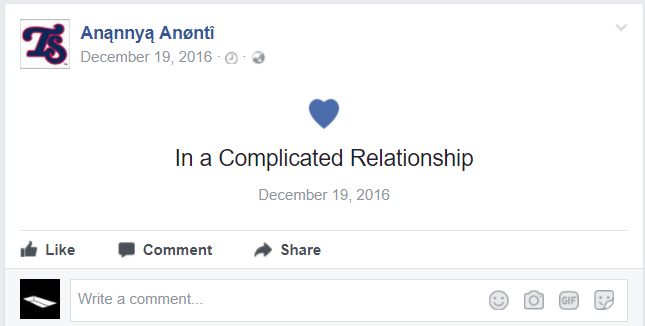 TS
Anąnnyą Anøntî
December 19, 2016 · ·
In a Complicated Relationship
December 19, 2016
Like Comment Share
Write a comment... GIF